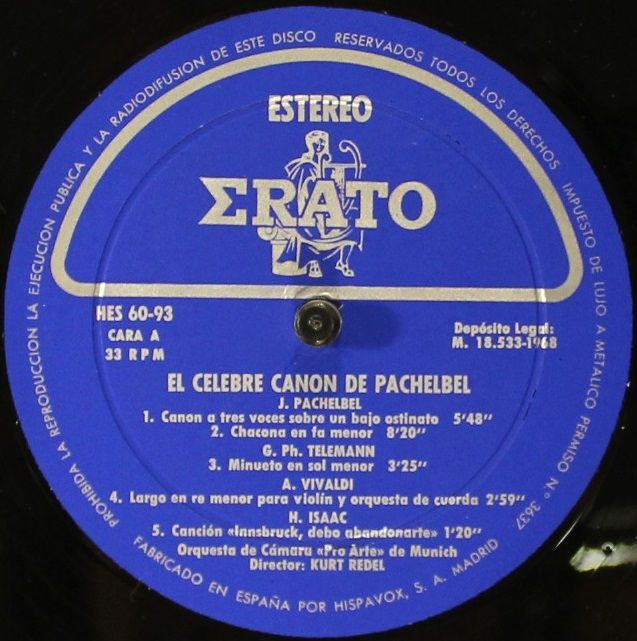 PROHIBIDA LA REPRODUCCION LA EJECUCION PUBLICA Y LA RADIODIFUSION DE ESTE DISCO RESERVADOS TODOS LOS DERECHOS IMPUESTO DE LUJO A METALICO PERMISO N° 3637
ESTEREO
ΣRATO
HES 60-93
CARA A
33 RPM
Depósito Legal:
M. 18.533-1968
EL CELEBRE CANON DE PACHELBEL
J. PACHELBEL
1. Canon a tres voces sobre un bajo ostinato 5'48''
2. Chacona en fa menor 8'20''
G. Ph. TELEMANN
3. Minueto en sol menor 3'25''
A. VIVALDI
4. Largo en re menor para violín y orquesta de cuerda 2'59''
H. ISAAC
5. Canción «Innsbruck, debo abandonarte» 1'20''
Orquesta de Cámara «Pro Arte» de Munich
Director: KURT REDEL
FABRICADO EN ESPAÑA POR HISPAVOX, S. A. MADRID